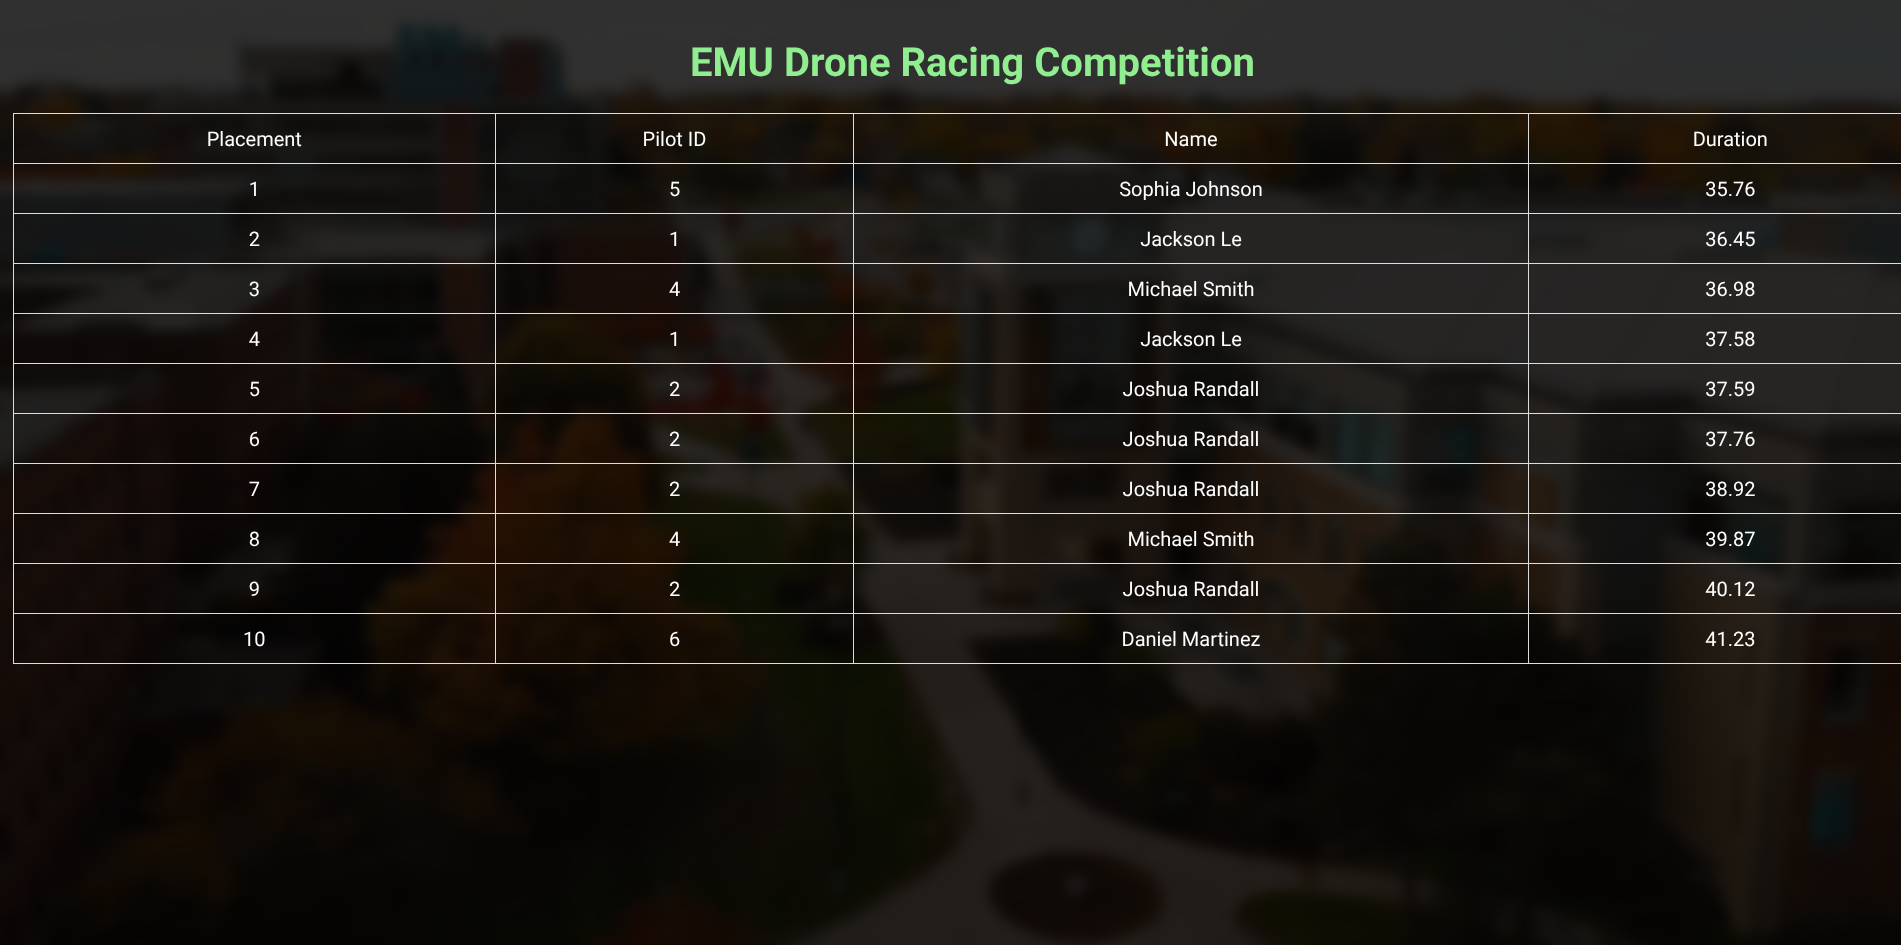 EMU Drone Racing Competition
Placement Pilot ID Name Duration
1 5 Sophia Johnson 35.76
2 1 Jackson Le 36.45
3 4 Michael Smith 36.98
4 1 Jackson Le 37.58
5 2 Joshua Randall 37.59
6 2 Joshua Randall 37.76
7 2 Joshua Randall 38.92
8 4 Michael Smith 39.87
9 2 Joshua Randall 40.12
10 6 Daniel Martinez 41.23